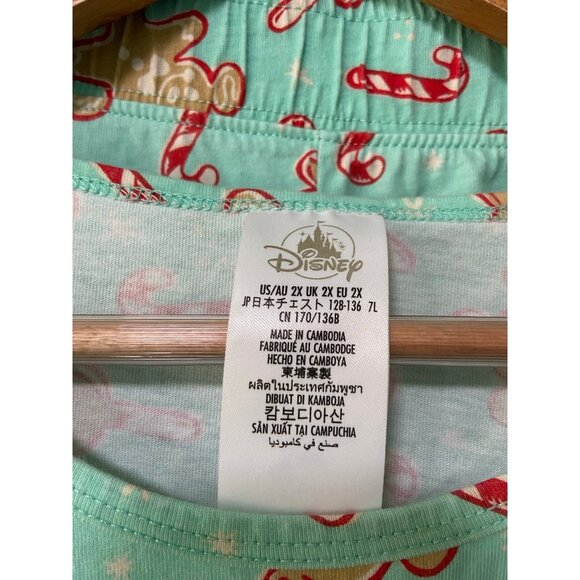 Disney
US/AU 2X UK 2X EU 2X
JP日本チェスト 128-136 7L
CN 170/136B
MADE IN CAMBODIA
FABRIQUÉ AU CAMBODGE
HECHO EN CAMBOYA
柬埔寨製
ผลิตในประเทศกัมพูชา
DIBUAT DI KAMBOJA
캄보디아산
SẢN XUẤT TẠI CAMPUCHIA
صنع في كامبوديا